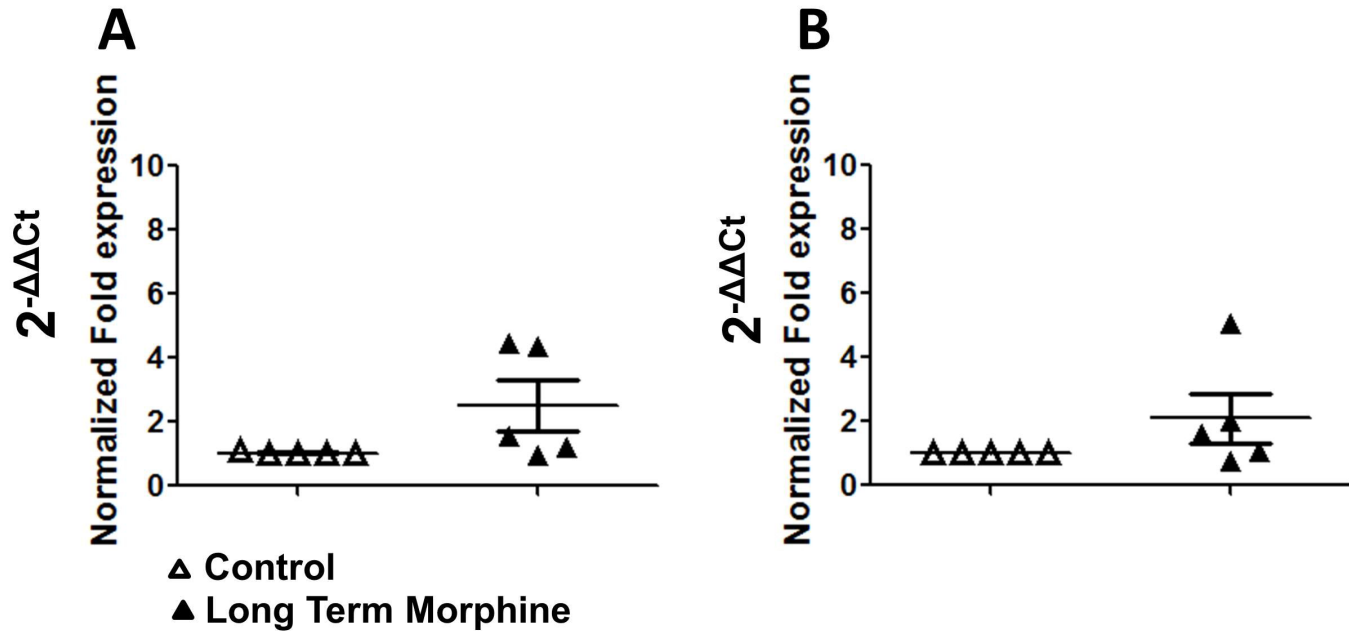 A
2-ΔΔCt
Normalized Fold expression
10
8
6
4
2
0
B
2-ΔΔCt
Normalized Fold expression
10
8
6
4
2
0
Control
Long Term Morphine